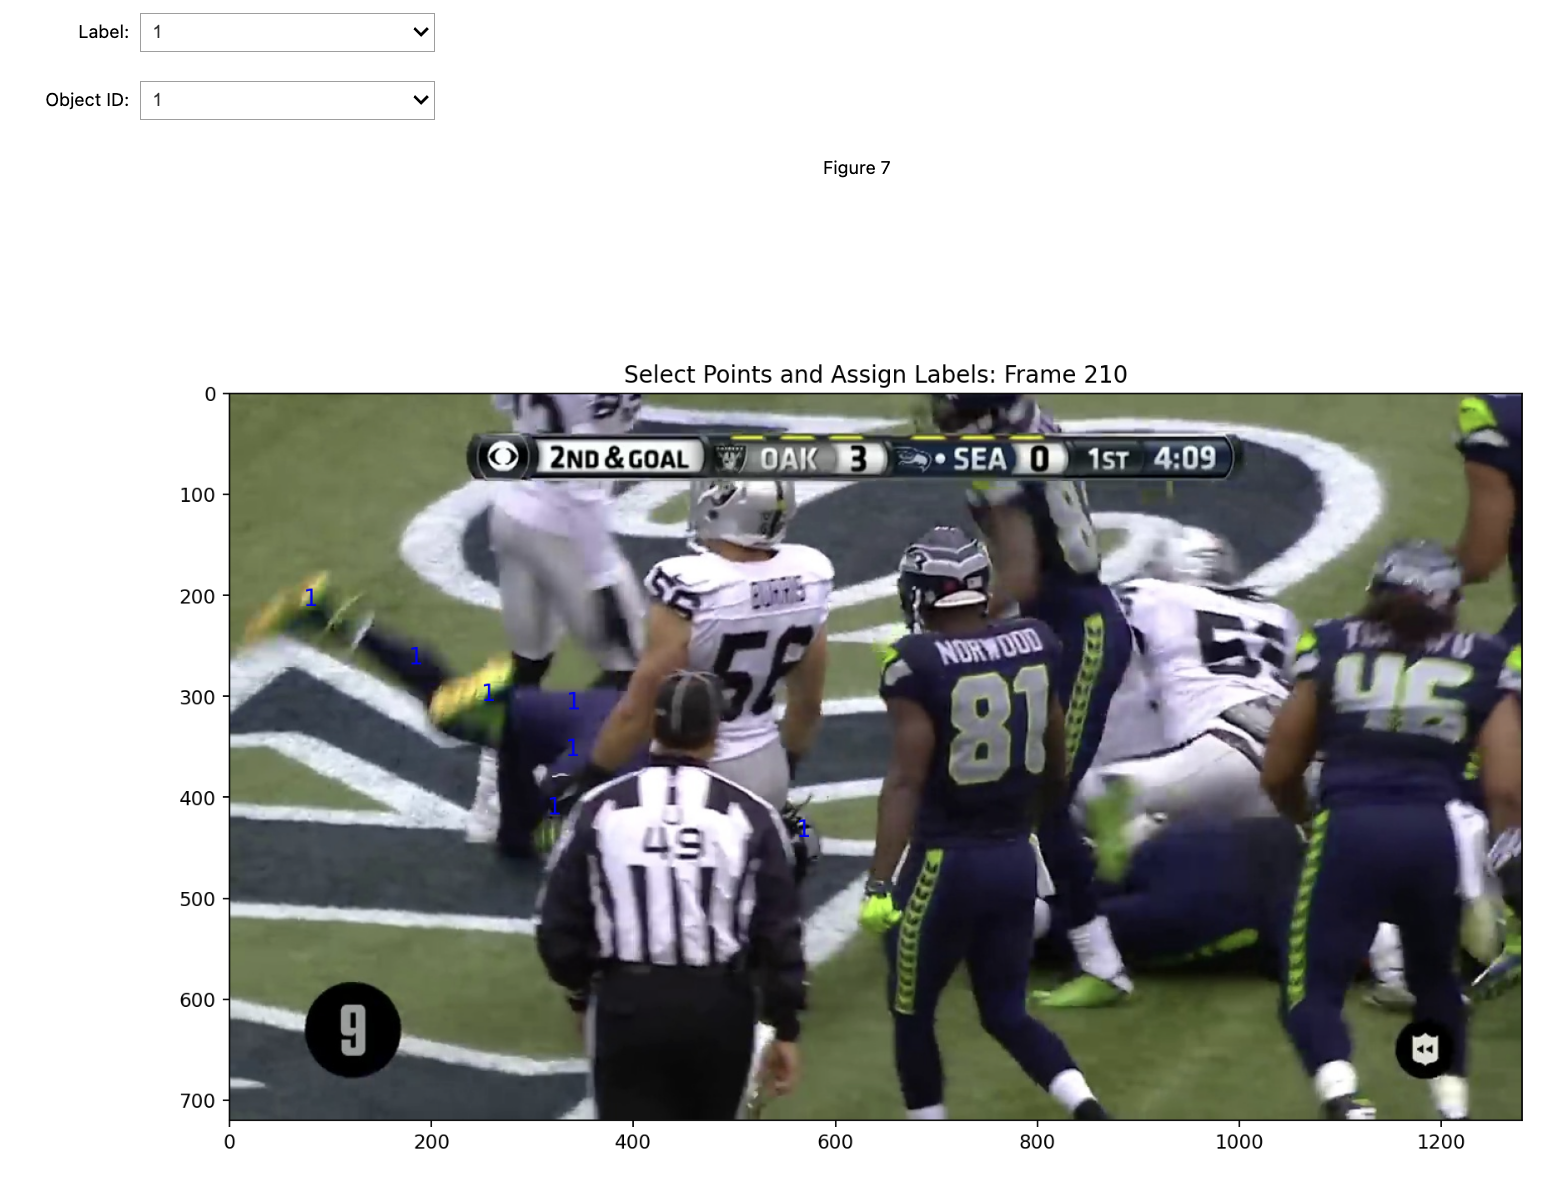 Label: 1
Object ID: 1
Figure 7
Select Points and Assign Labels: Frame 210
2ND & GOAL OAK 3 SEA 0 1ST 4:09
56
BURRIS
56
NORWOOD
81
5
46
49
9
1
1
1
1
1
1
1
0
100
200
300
400
500
600
700
0 200 400 600 800 1000 1200